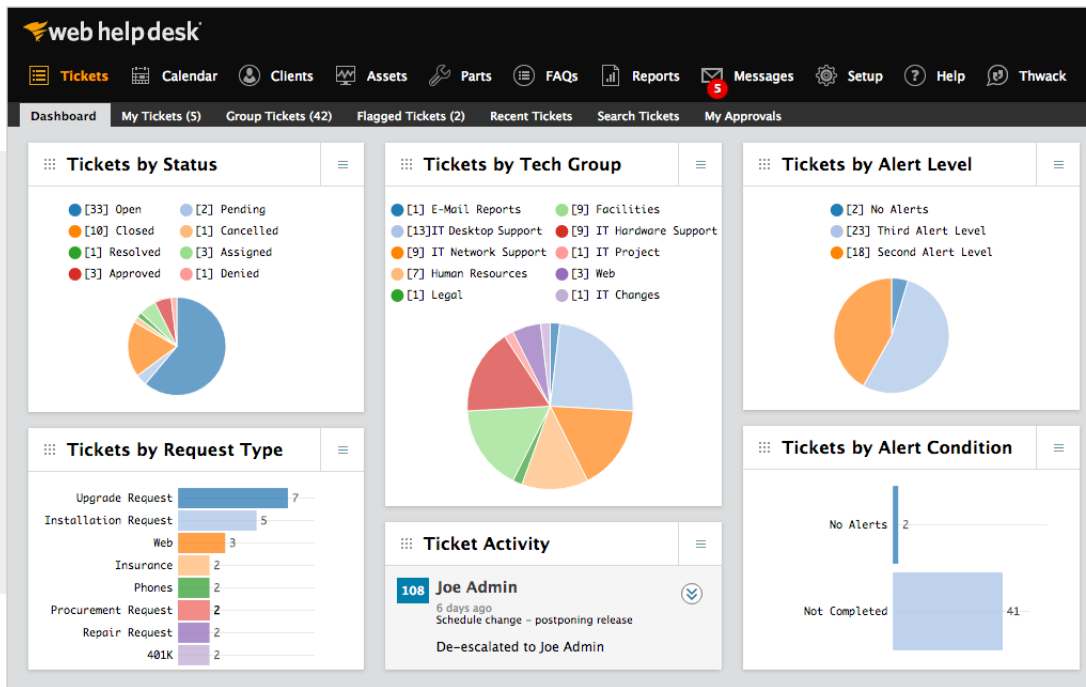 web help desk
Tickets Calendar Clients Assets Parts FAQs Reports 5 Messages Setup ? Help Thwack
Dashboard My Tickets (5) Group Tickets (42) Flagged Tickets (2) Recent Tickets Search Tickets My Approvals
Tickets by Status
[33] Open [2] Pending
[10] Closed [1] Cancelled
[1] Resolved [3] Assigned
[3] Approved [1] Denied
Tickets by Tech Group
[1] E-Mail Reports [9] Facilities
[13]IT Desktop Support [9] IT Hardware Support
[9] IT Network Support [1] IT Project
[7] Human Resources [3] Web
[1] Legal [1] IT Changes
Tickets by Alert Level
[2] No Alerts
[23] Third Alert Level
[18] Second Alert Level
Tickets by Request Type
Upgrade Request 7
Installation Request 5
Web 3
Insurance 2
Phones 2
Procurement Request 2
Repair Request 2
401K 2
Ticket Activity
108 Joe Admin
6 days ago
Schedule change – postponing release
De-escalated to Joe Admin
Tickets by Alert Condition
No Alerts 2
Not Completed 41